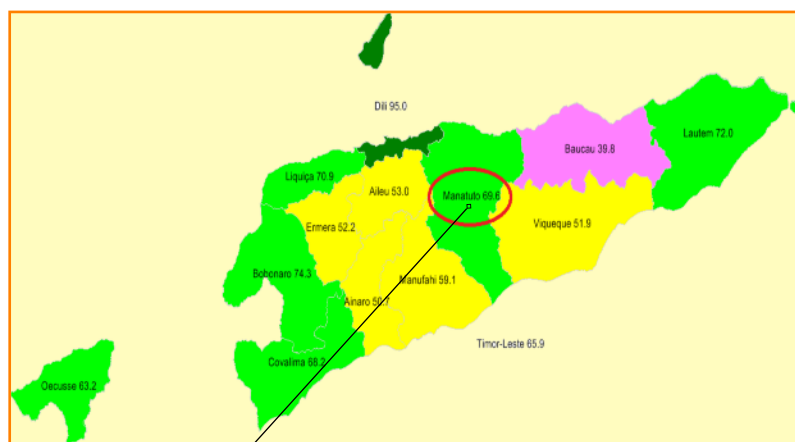 Dili 95.0
Lautem 72.0
Baucau 39.8
Liquiça 70.9
Aileu 53.0
Manatuto 69.6
Ermera 52.2
Viqueque 51.9
Bobonaro 74.3
Manufahi 59.1
Ainaro 50.7
Timor-Leste 65.9
Covalima 68.2
Oecusse 63.2